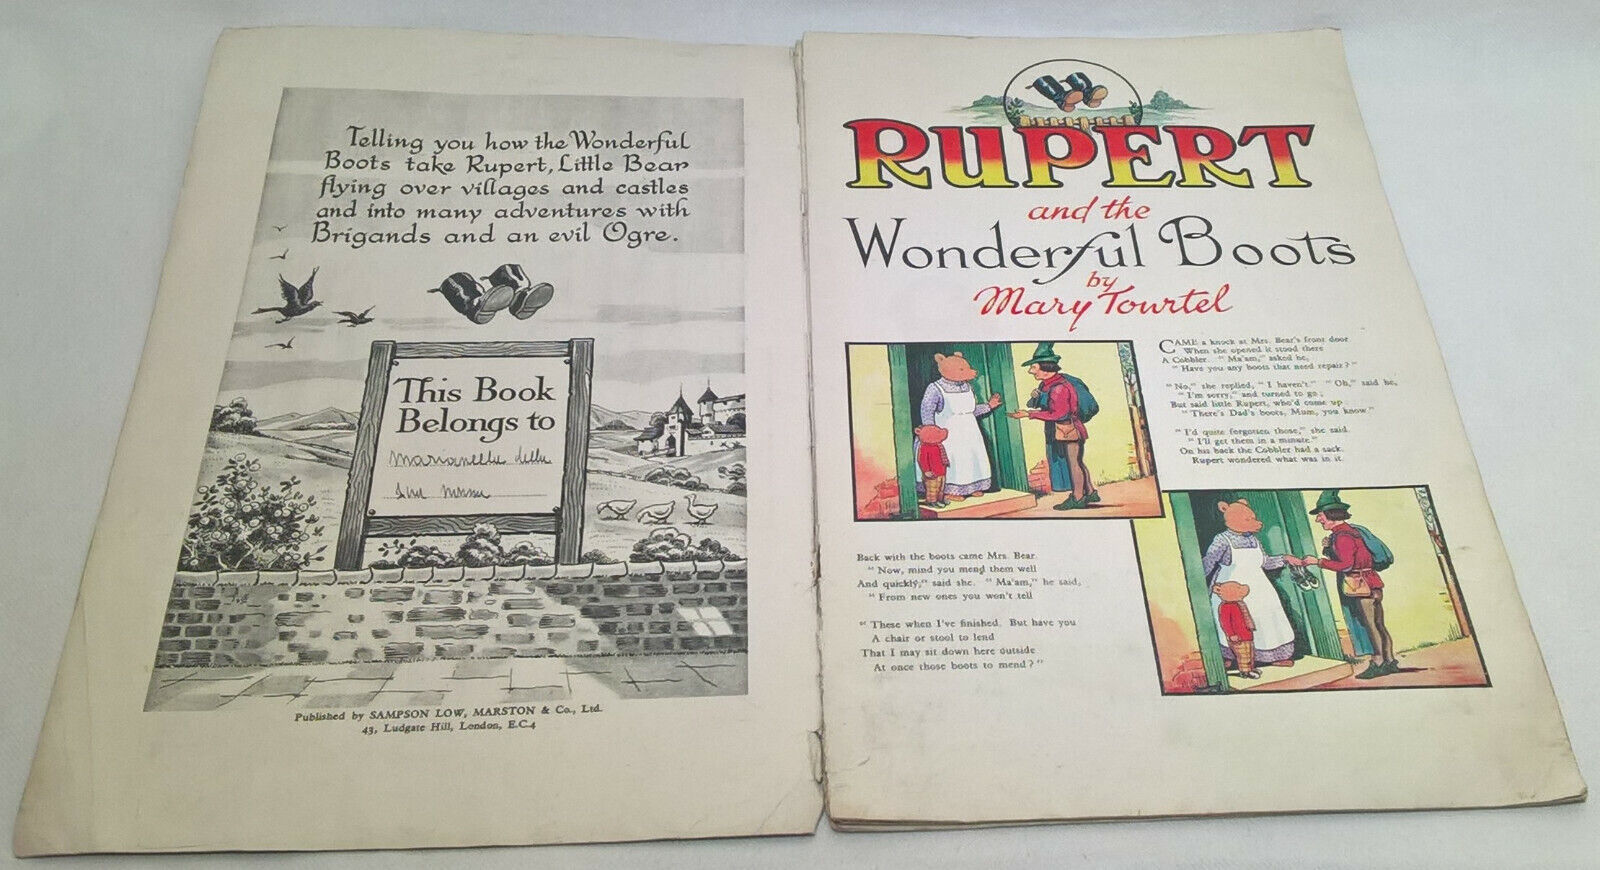 Telling you how the Wonderful
Boots take Rupert, Little Bear
flying over villages and castles
and into many adventures with
Brigands and an evil Ogre.
This Book
Belongs to
Published by SAMPSON LOW, MARSTON & Co., Ltd.
43, Ludgate Hill, London, E.C.4
RUPERT
and the
Wonderful Boots
by
Mary Tourtel
CAME a knock at Mrs. Bear's front door
When she opened it stood there
A Cobbler. "Ma'am," asked he,
"Have you any boots that need repair?"
"No," she replied, "I haven't." "Oh," said he,
"I'm sorry," and turned to go;
But said little Rupert, who'd come up
"There's Dad's boots, Mum, you know."
"I'd quite forgotten those," she said.
"I'll get them in a minute."
On his back the Cobbler had a sack.
Rupert wondered what was in it.
Back with the boots came Mrs. Bear.
"Now, mind you mend them well
And quickly," said she. "Ma'am," he said,
"From new ones you won't tell
"These when I've finished. But have you
A chair or stool to lend
That I may sit down here outside
At once those boots to mend?"